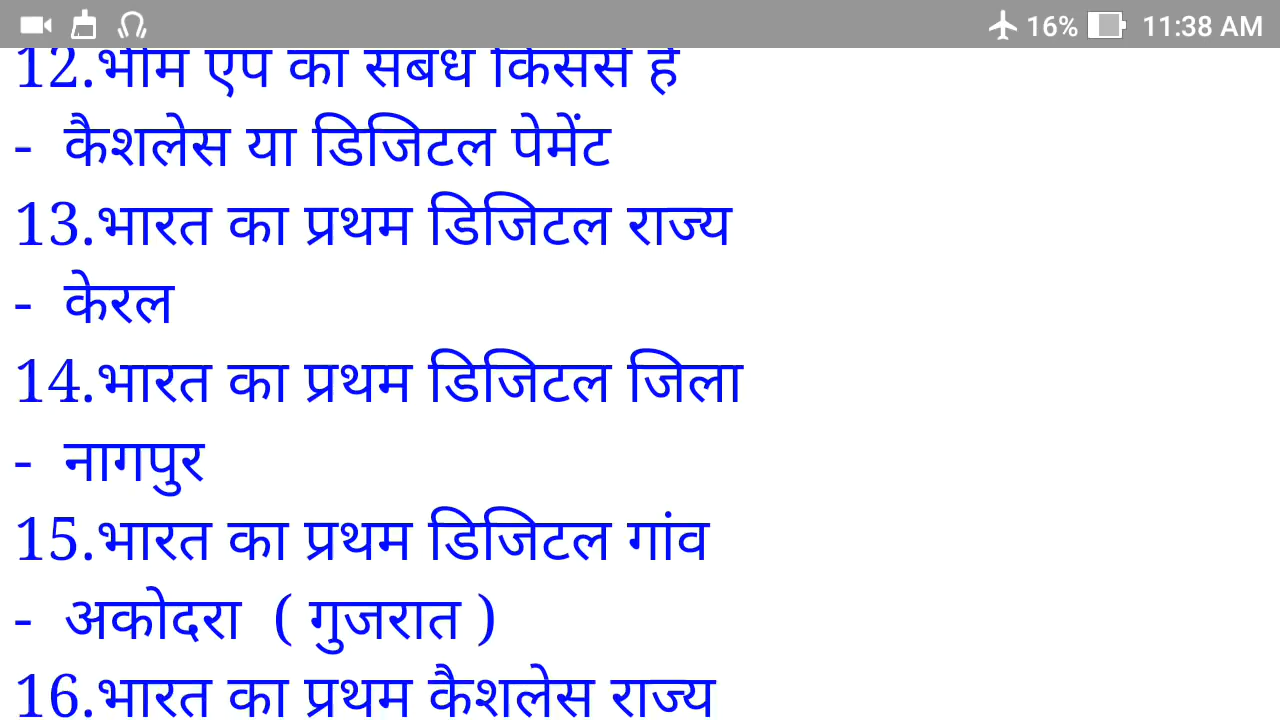 16% 11:38 AM
12.भीम एप का संबंध किससे है
- कैशलेस या डिजिटल पेमेंट
13.भारत का प्रथम डिजिटल राज्य
- केरल
14.भारत का प्रथम डिजिटल जिला
- नागपुर
15.भारत का प्रथम डिजिटल गांव
- अकोदरा ( गुजरात )
16.भारत का प्रथम कैशलेस राज्य